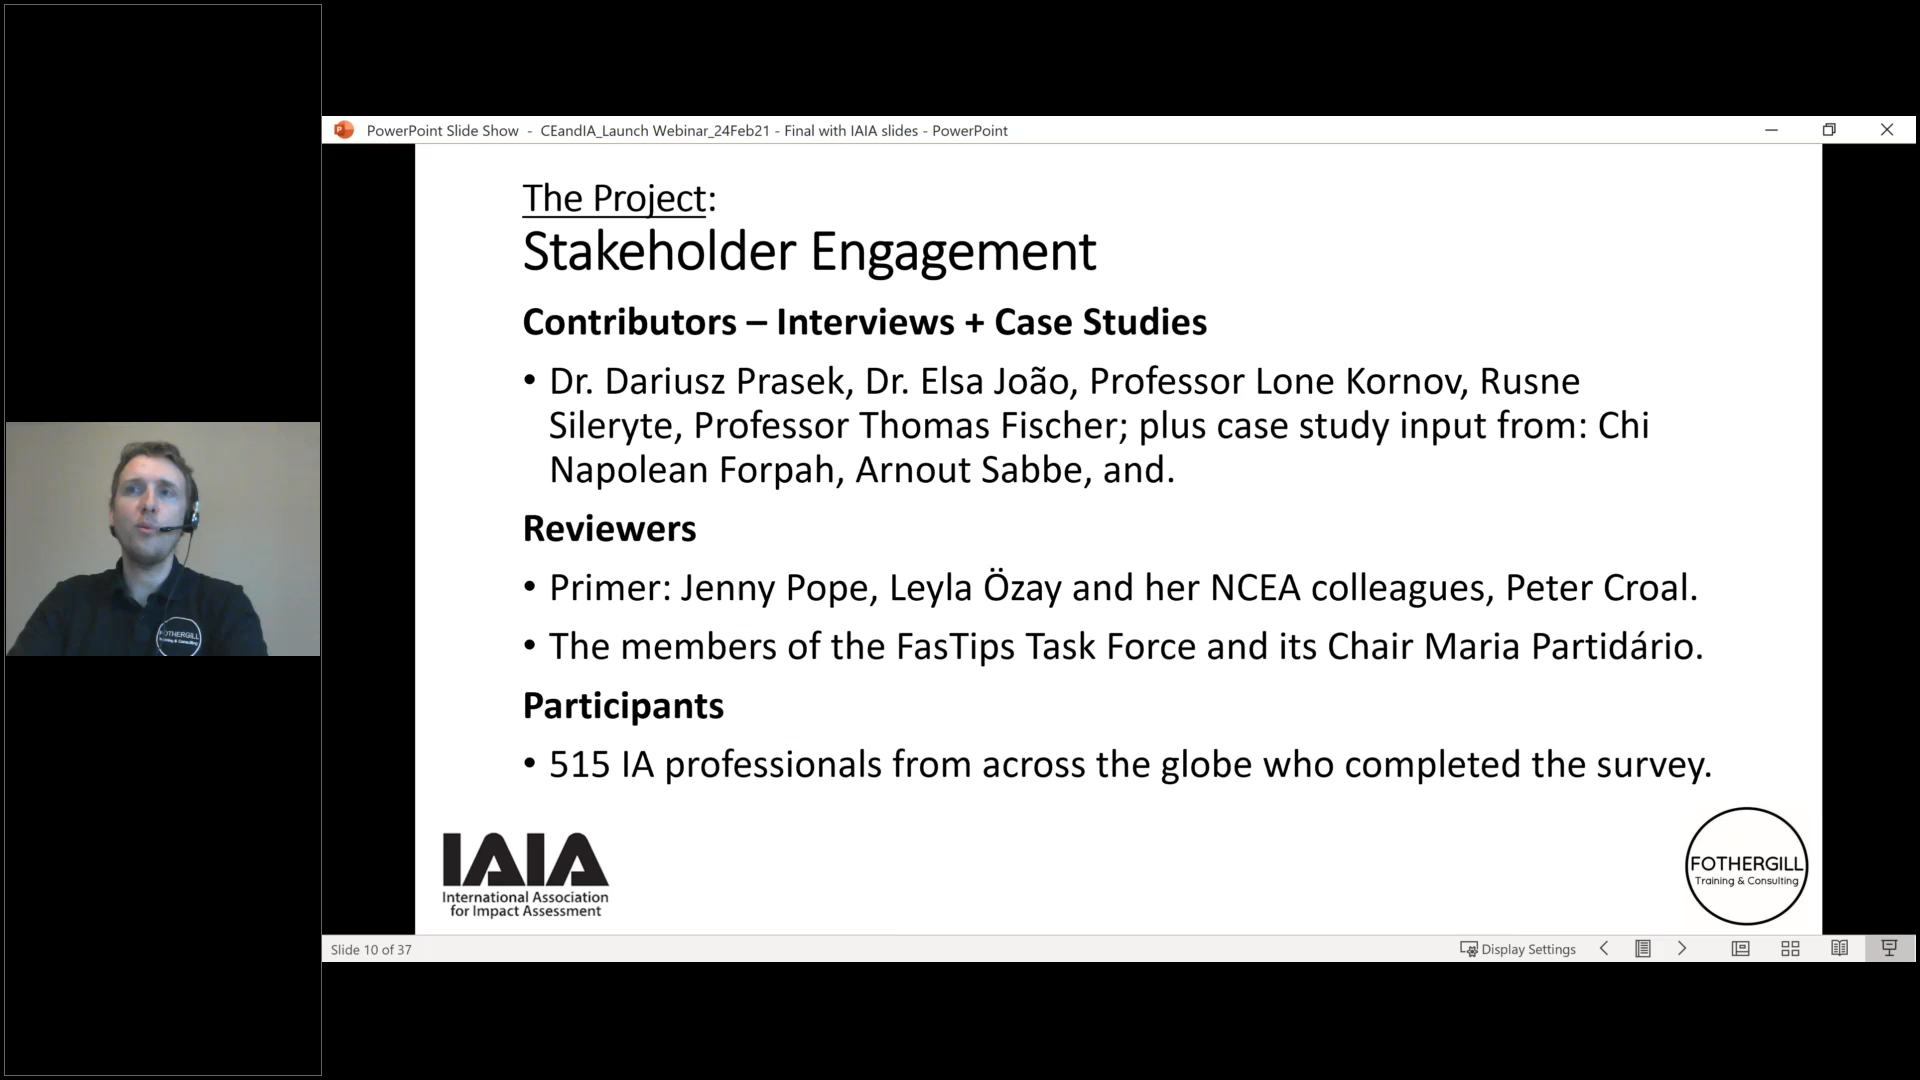 PowerPoint Slide Show - CEandIA_Launch Webinar_24Feb21 - Final with IAIA slides - PowerPoint
The Project:
Stakeholder Engagement
Contributors – Interviews + Case Studies
• Dr. Dariusz Prasek, Dr. Elsa João, Professor Lone Kornov, Rusne
Sileryte, Professor Thomas Fischer; plus case study input from: Chi
Napolean Forpah, Arnout Sabbe, and.
Reviewers
• Primer: Jenny Pope, Leyla Özay and her NCEA colleagues, Peter Croal.
• The members of the FasTips Task Force and its Chair Maria Partidário.
Participants
• 515 IA professionals from across the globe who completed the survey.
IAIA
International Association
for Impact Assessment
FOTHERGILL
Training & Consulting
FOTHERGILL
Training & Consulting
Slide 10 of 37
Display Settings